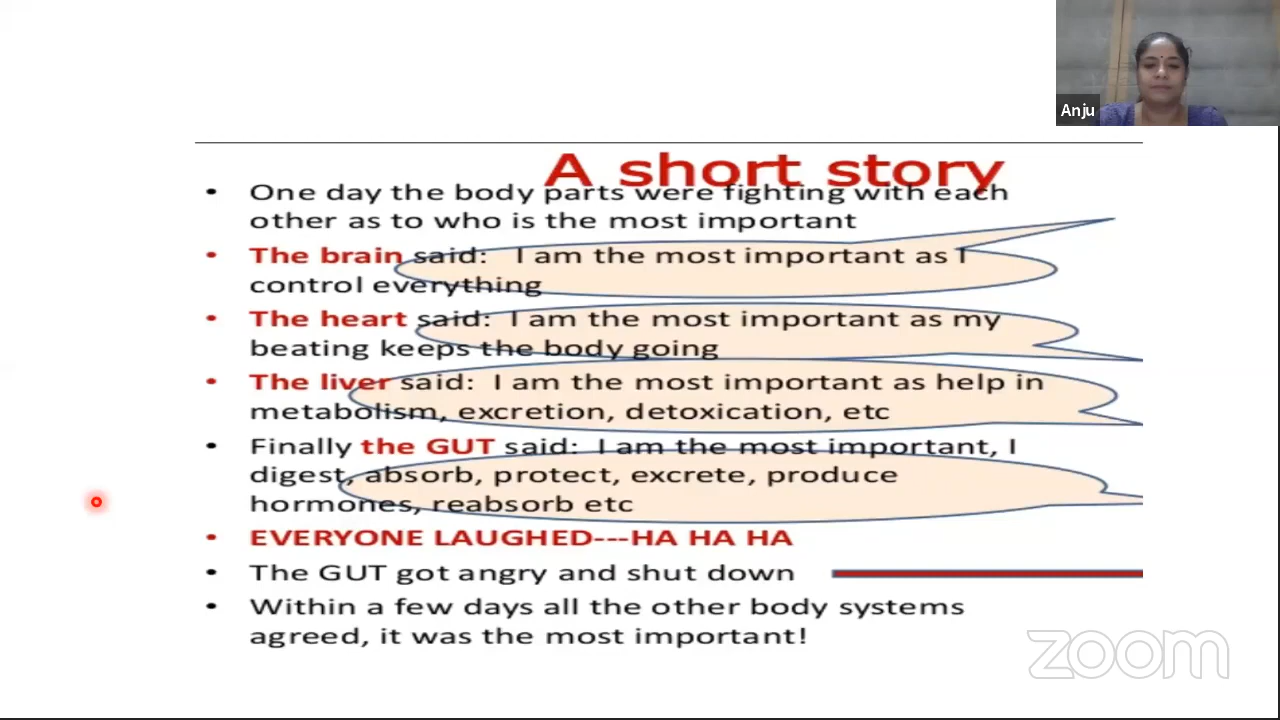 Anju
A short story
• One day the body parts were fighting with each
other as to who is the most important
• The brain said: I am the most important as I
control everything
• The heart said: I am the most important as my
beating keeps the body going
• The liver said: I am the most important as help in
metabolism, excretion, detoxication, etc
• Finally the GUT said: I am the most important, I
digest, absorb, protect, excrete, produce
hormones, reabsorb etc
• EVERYONE LAUGHED---HA HA HA
• The GUT got angry and shut down
• Within a few days all the other body systems
agreed, it was the most important!
zoom